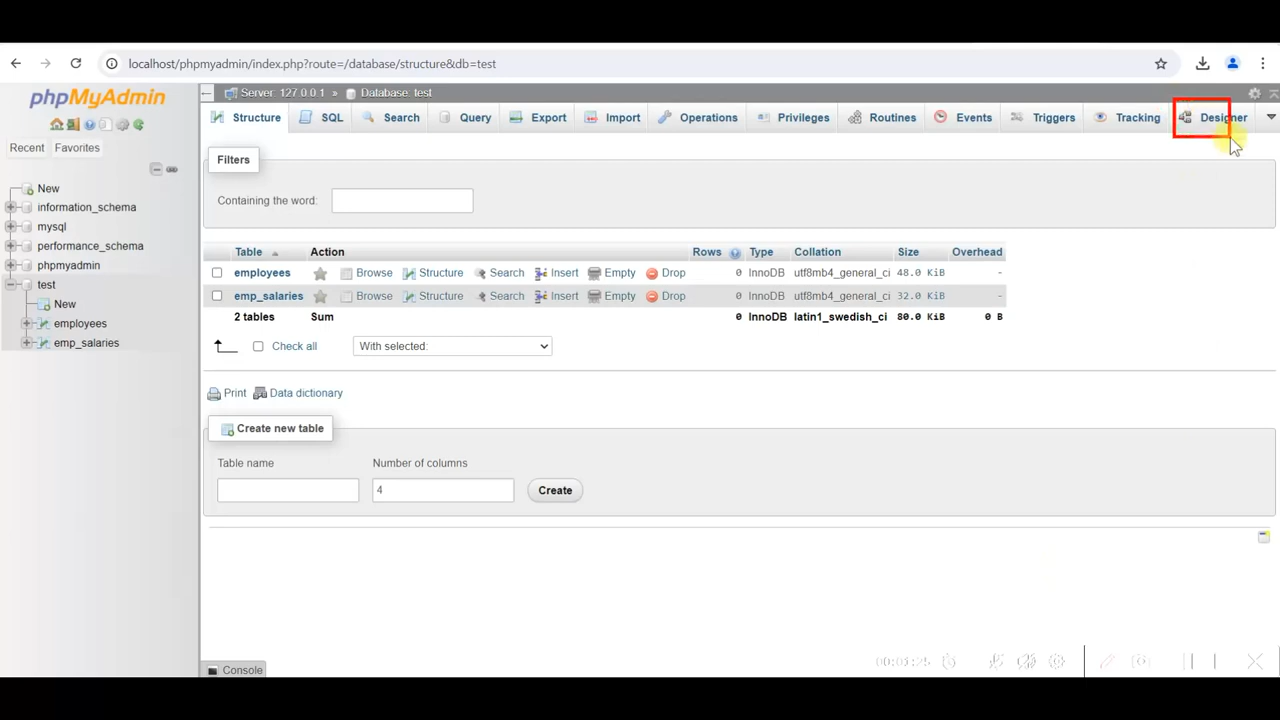 localhost/phpmyadmin/index.php?route=/database/structure&db=test
phpMyAdmin
Server: 127.0.0.1 » Database: test
Structure SQL Search Query Export Import Operations Privileges Routines Events Triggers Tracking Designer
Recent Favorites
New
information_schema
mysql
performance_schema
phpmyadmin
test
New
employees
emp_salaries
Filters
Containing the word:
Table Action Rows Type Collation Size Overhead
employees Browse Structure Search Insert Empty Drop 0 InnoDB utf8mb4_general_ci 48.0 KiB -
emp_salaries Browse Structure Search Insert Empty Drop 0 InnoDB utf8mb4_general_ci 32.0 KiB -
2 tables Sum 0 InnoDB latin1_swedish_ci 80.0 KiB 0 B
Check all With selected:
Print Data dictionary
Create new table
Table name Number of columns
4 Create
Console
00:01:25